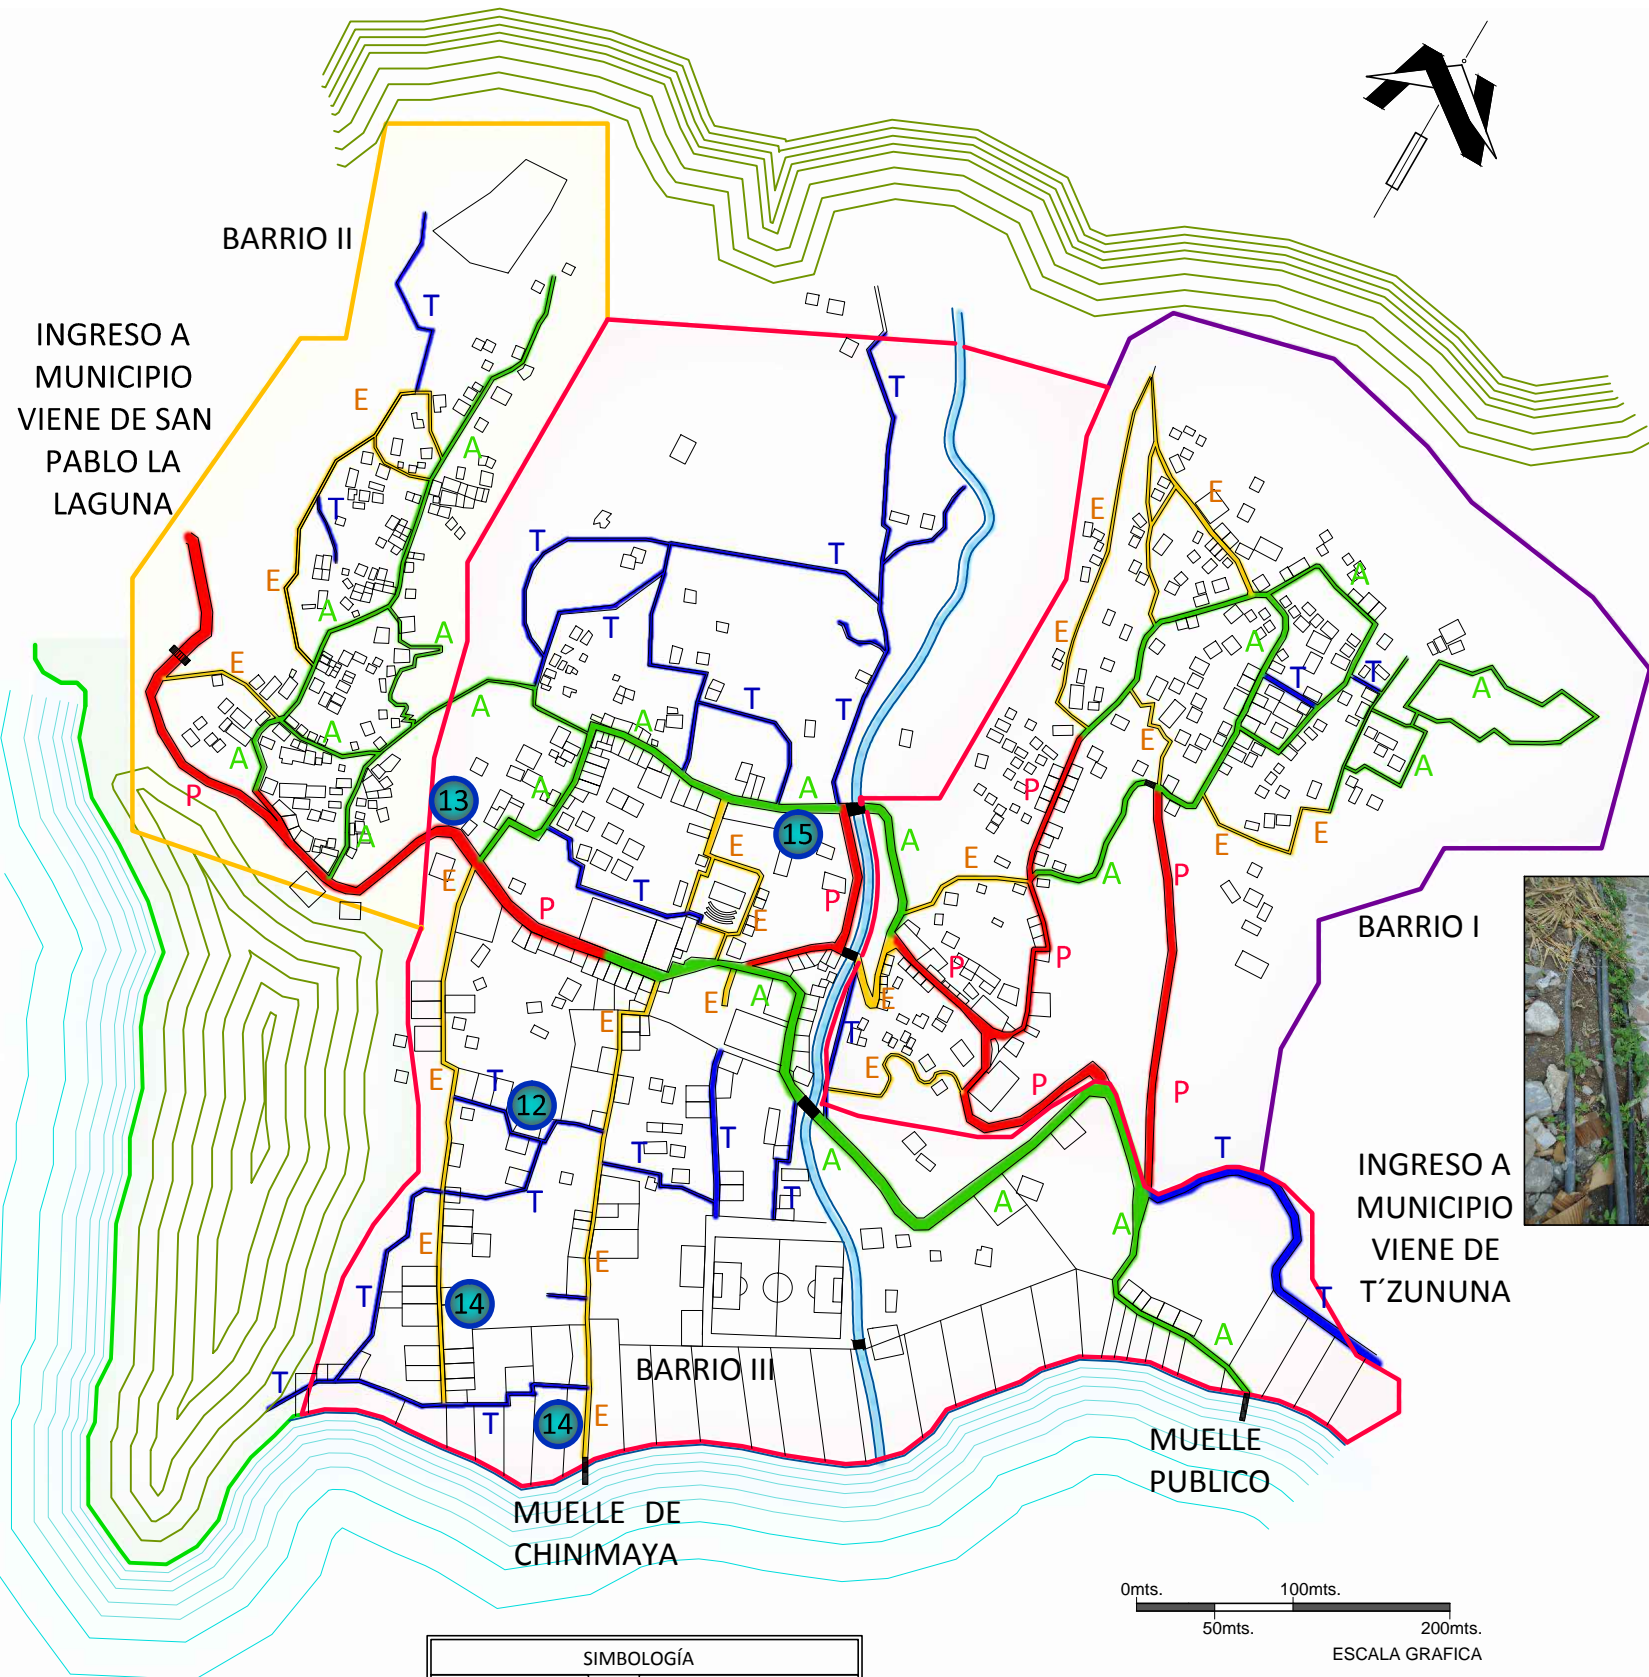 BARRIO II
T
INGRESO A
MUNICIPIO
VIENE DE SAN
PABLO LA
LAGUNA
E
A
T
E
A
A
E
A
A
P
A
A
13
T
T
T
T
T
T
A
A
A
15
E
E
T
P
E
P
A
E
P
A
E
E
E
A
E
T
A
A
T
E
P
E
E
A
A
P
E
P
P
E
P
P
BARRIO I
T
E
T
12
E
T
T
T
T
A
A
A
T
INGRESO A
MUNICIPIO
VIENE DE
T´ZUNUNA
E
E
T
14
T
A
BARRIO III
T
T
14
E
MUELLE
PUBLICO
MUELLE DE
CHINIMAYA
0mts.
100mts.
50mts.
200mts.
ESCALA GRAFICA
SIMBOLOGÍA